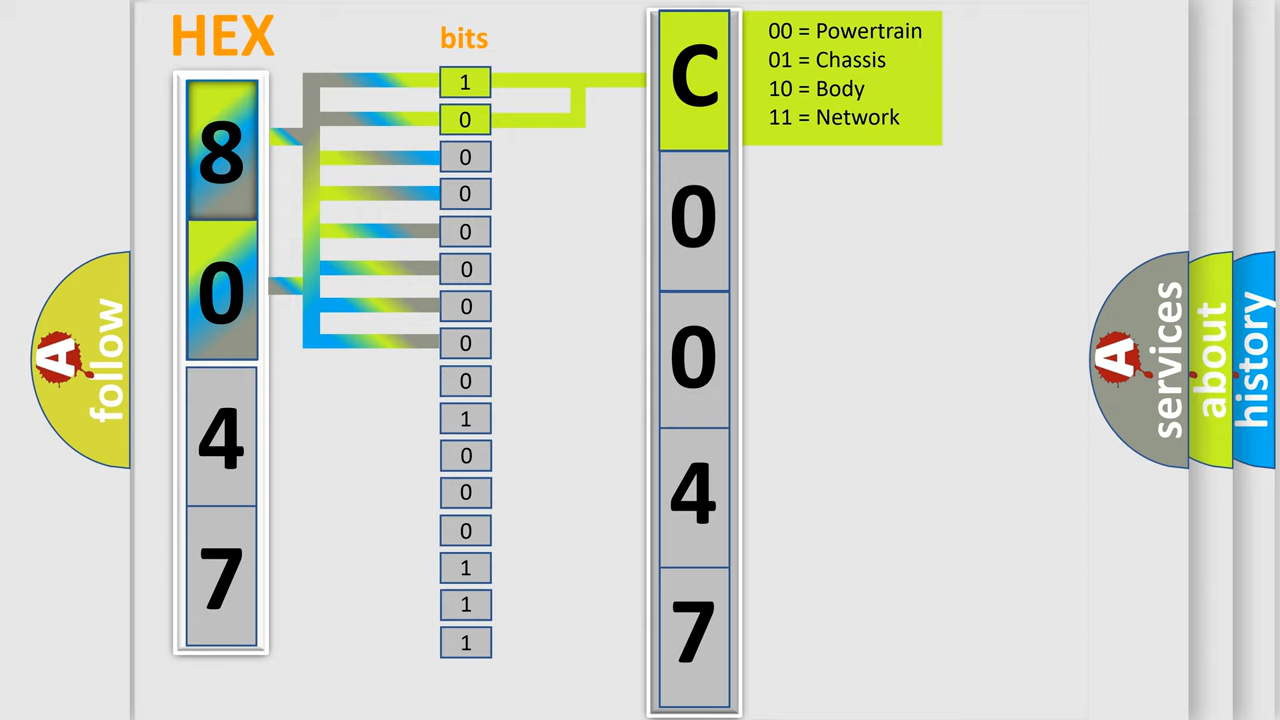 HEX
bits
8
0
4
7
1
0
0
0
0
0
0
0
0
1
0
0
0
1
1
1
C
0
0
4
7
00 = Powertrain
01 = Chassis
10 = Body
11 = Network
A
follow
A
services
about
history